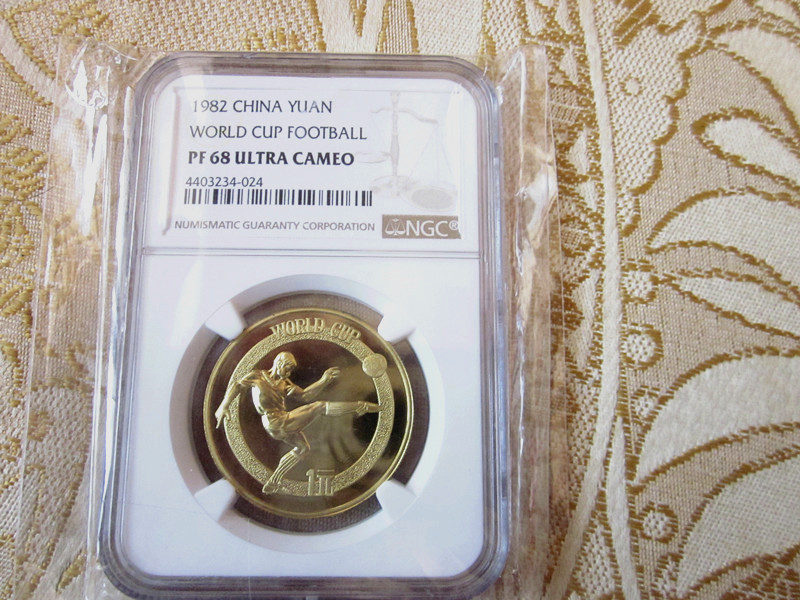 1982 CHINA YUAN
WORLD CUP FOOTBALL
PF 68 ULTRA CAMEO
4403234-024
NUMISMATIC GUARANTY CORPORATION
NGC®
WORLD CUP
1元